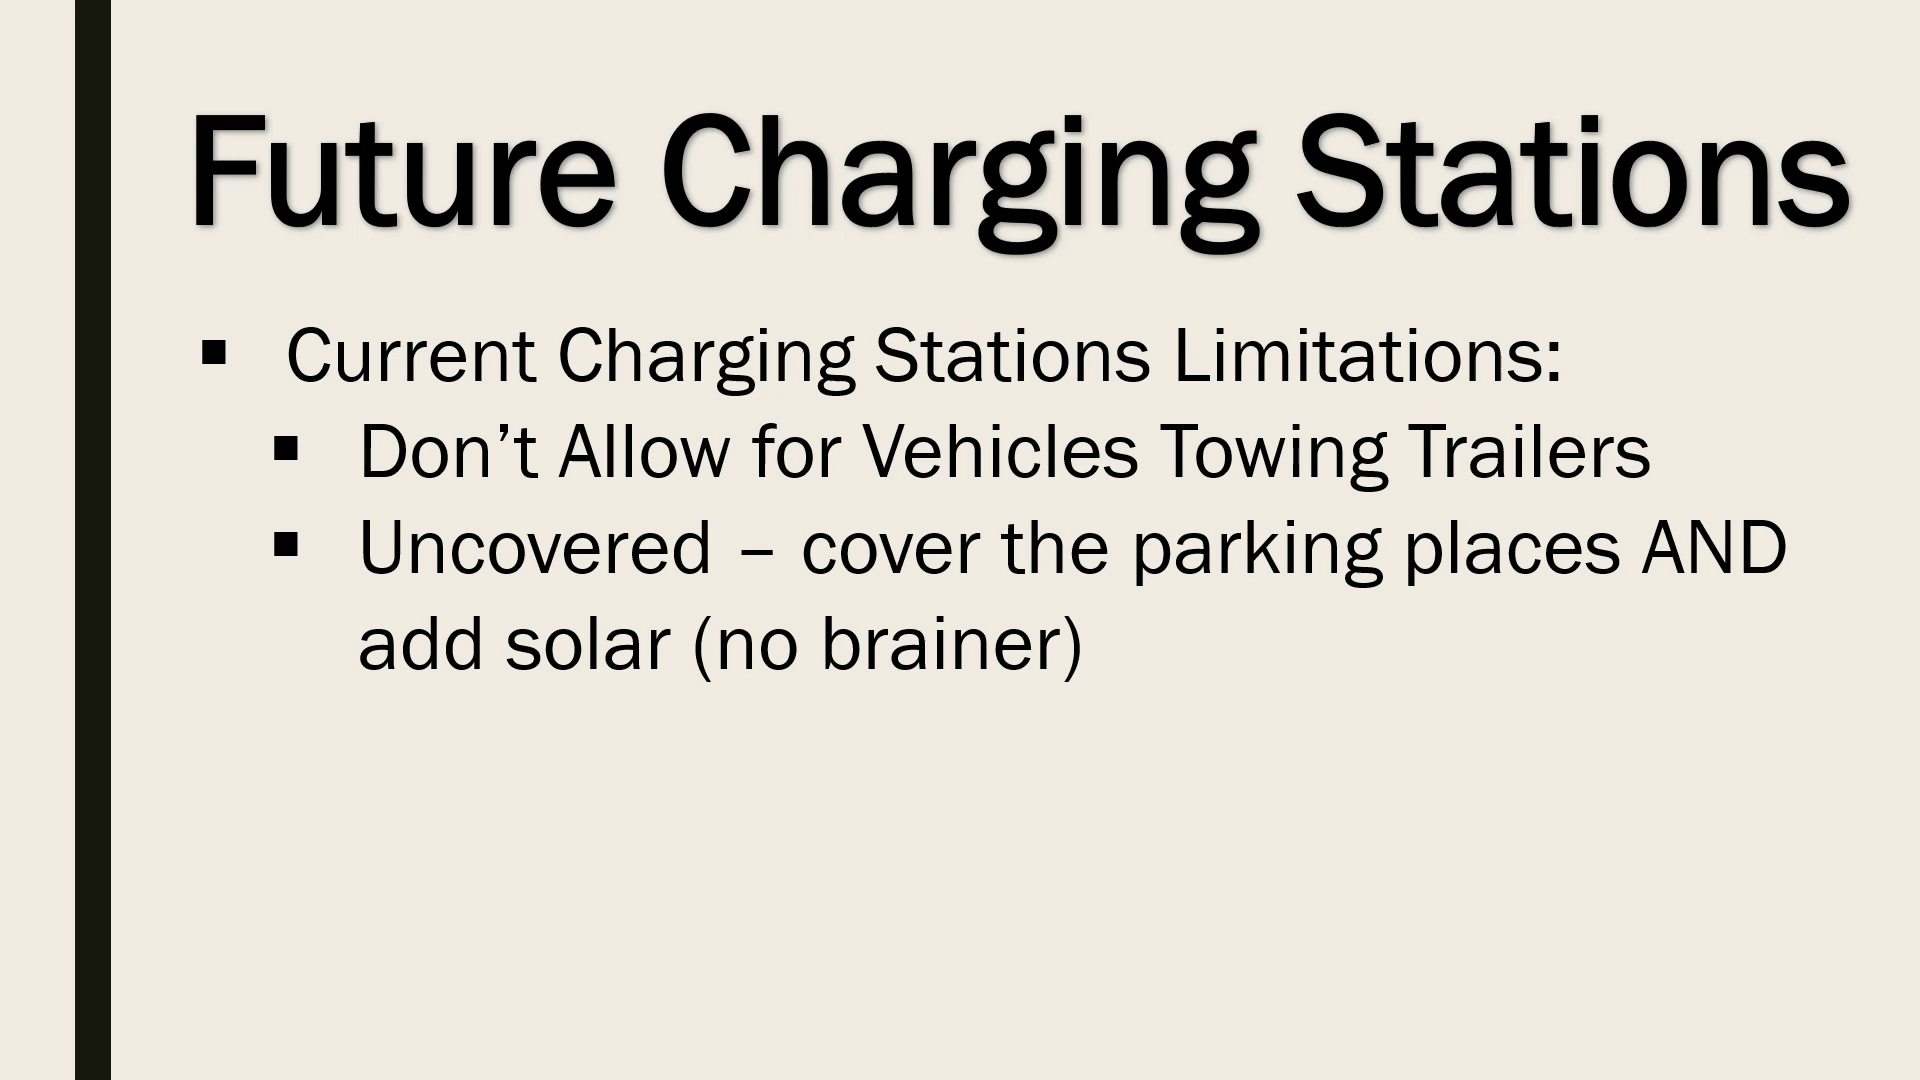 Future Charging Stations
▪ Current Charging Stations Limitations:
▪ Don’t Allow for Vehicles Towing Trailers
▪ Uncovered – cover the parking places AND
add solar (no brainer)